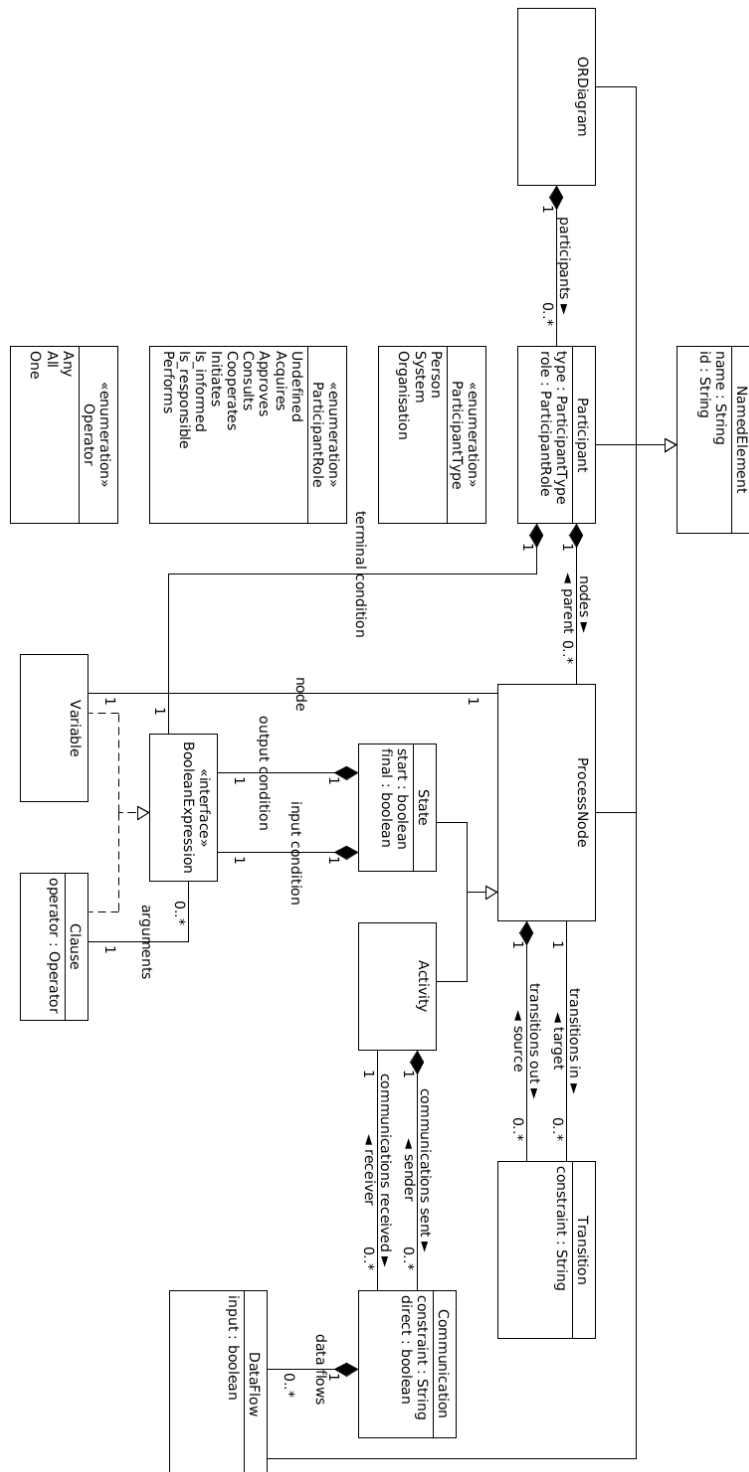 NamedElement
name : String
id : String
ORDiagram
1
participants ►
0..*
Participant
type : ParticipantType
role : ParticipantRole
1
nodes ►
◄ parent
0..*
1
terminal condition
1
ProcessNode
1
transitions in ►
◄ target
0..*
1
transitions out ►
◄ source
0..*
Transition
constraint : String
«enumeration»
ParticipantType
Person
System
Organisation
«enumeration»
ParticipantRole
Undefined
Acquires
Approves
Consults
Cooperates
Initiates
Is_informed
Is_responsible
Performs
«enumeration»
Operator
Any
All
One
1
node
1
State
start : boolean
final : boolean
1
output condition
1
1
input condition
1
Activity
1
communications sent ►
◄ sender
0..*
1
communications received ►
◄ receiver
0..*
Communication
constraint : String
direct : boolean
1
data flows
0..*
DataFlow
input : boolean
«interface»
BooleanExpression
0..*
arguments
1
Variable
Clause
operator : Operator